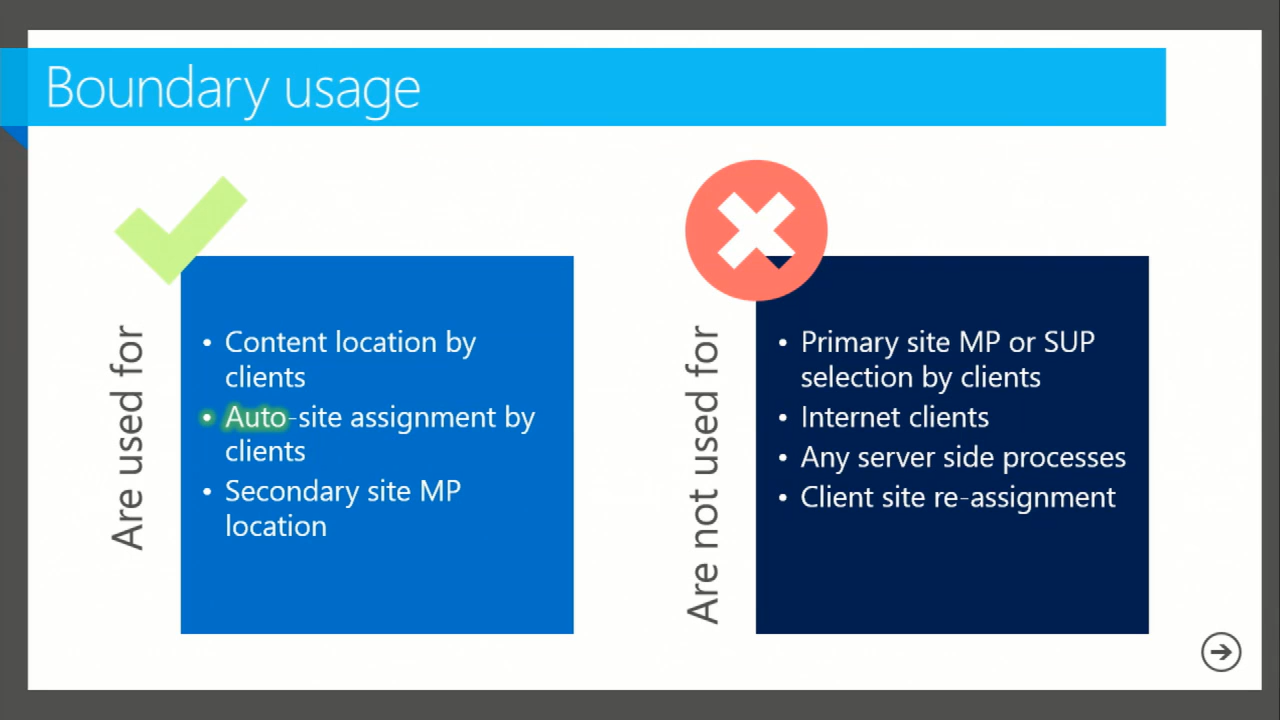 Boundary usage
Are used for
• Content location by
clients
• Auto-site assignment by
clients
• Secondary site MP
location
Are not used for
• Primary site MP or SUP
selection by clients
• Internet clients
• Any server side processes
• Client site re-assignment